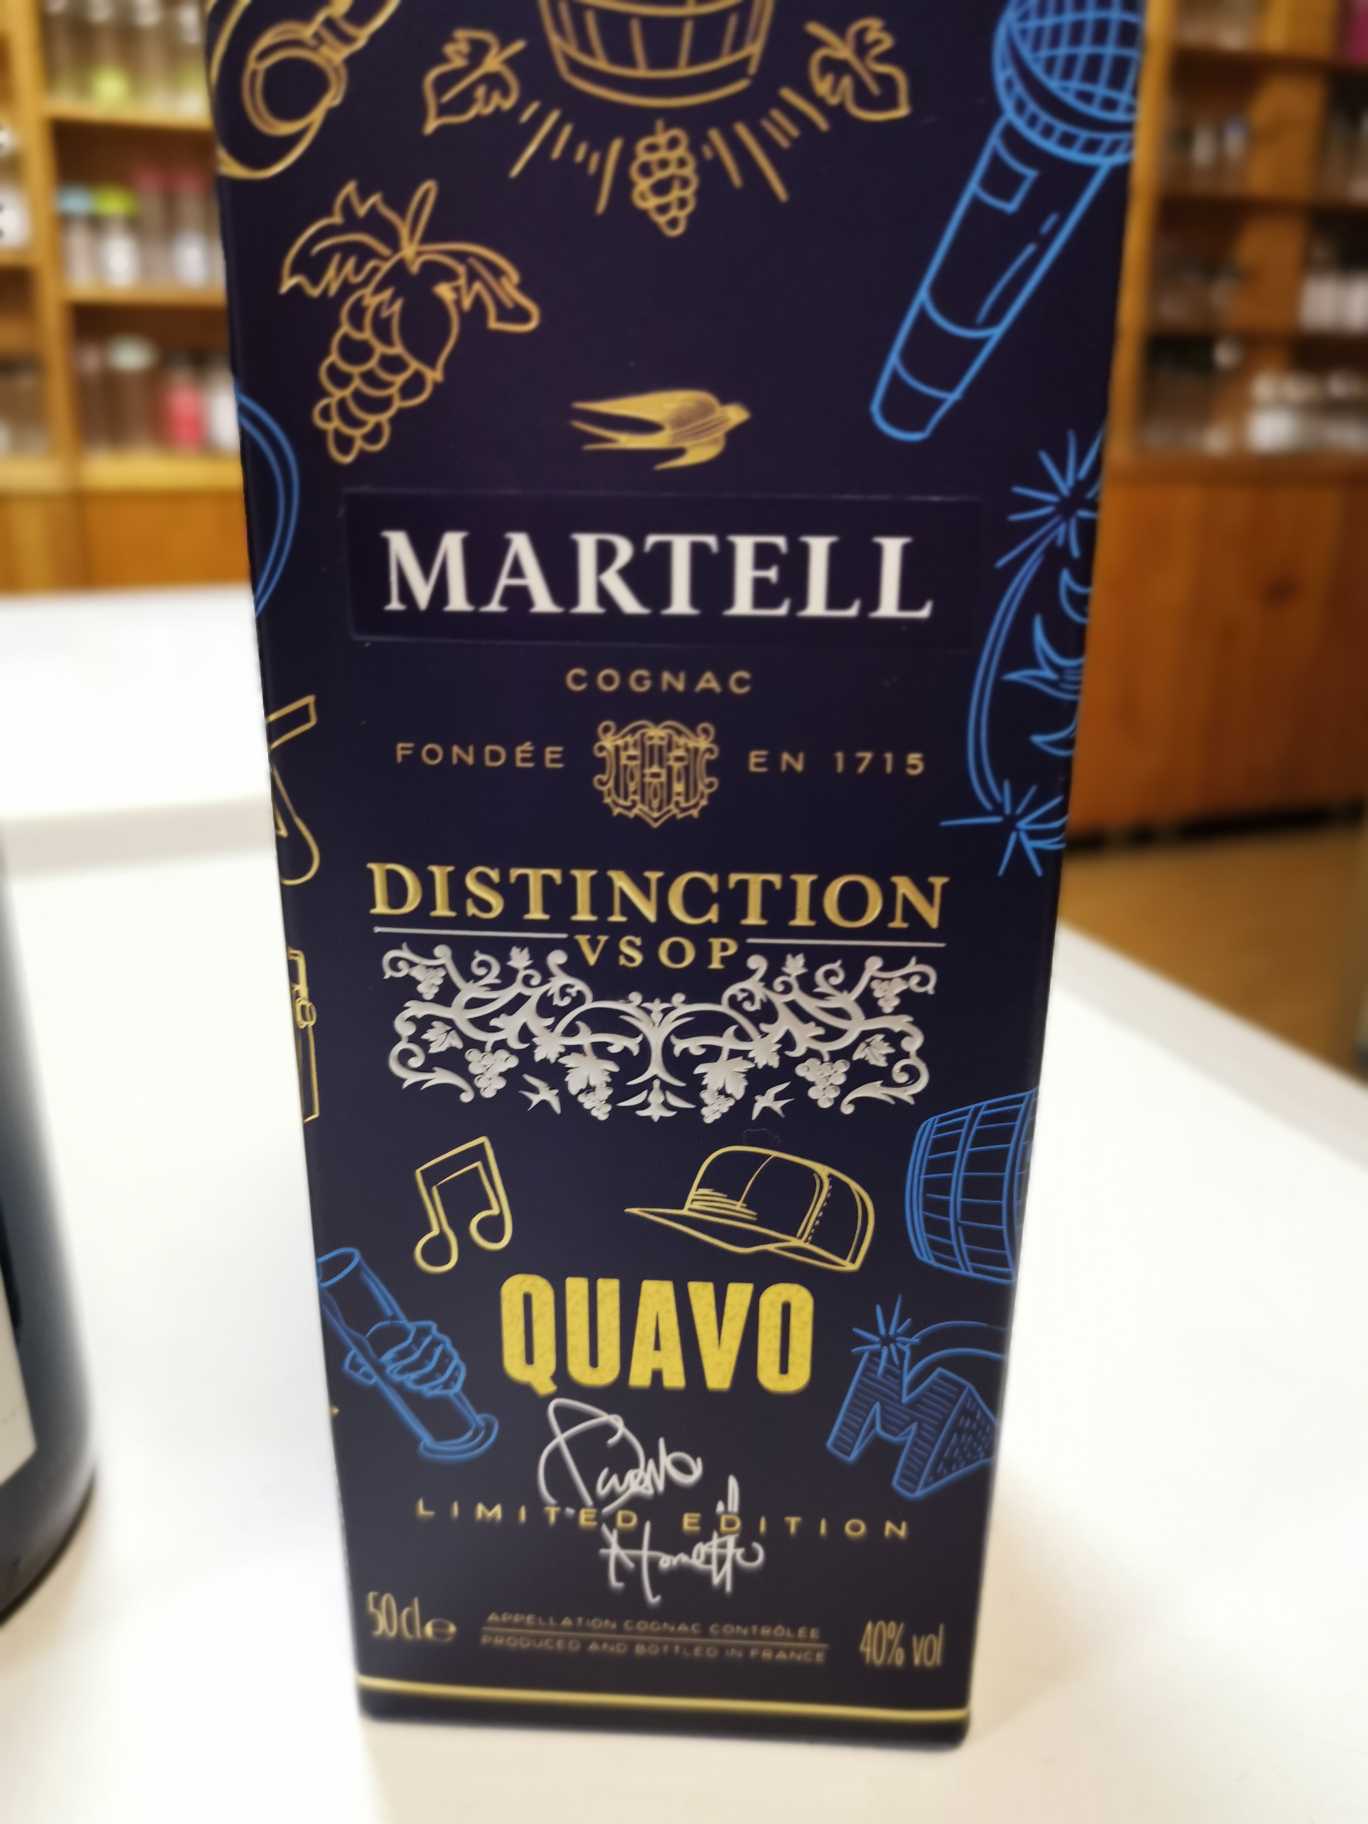 MARTELL
COGNAC
FONDÉE EN 1715
DISTINCTION
VSOP
QUAVO
Quavo
LIMITED EDITION
50cl e
APPELLATION COGNAC CONTRÔLÉE
PRODUCED AND BOTTLED IN FRANCE
40% vol
M